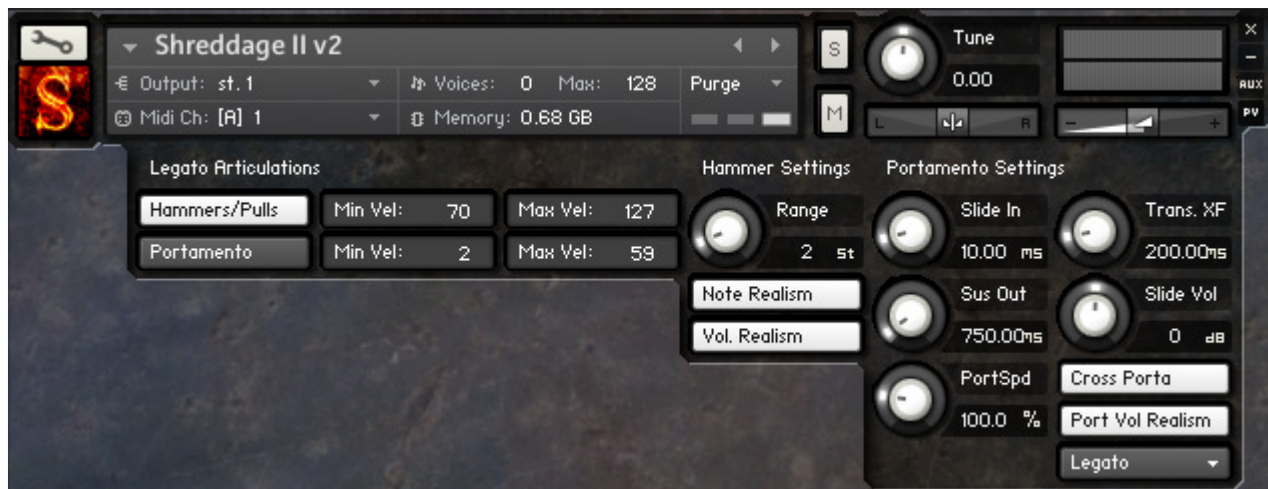 Shreddage II v2
S
Tune
Output: st.1
Voices: 0 Max: 128
Purge
0.00
AUX
S
Midi Ch: [A] 1
Memory: 0.68 GB
M
L R
- +
PV
Legato Articulations
Hammer Settings
Portamento Settings
Hammers/Pulls
Min Vel: 70
Max Vel: 127
Range
Slide In
Trans. XF
Portamento
Min Vel: 2
Max Vel: 59
2 st
10.00 ms
200.00ms
Note Realism
Sus Out
Slide Vol
Vol. Realism
750.00ms
0 dB
PortSpd
Cross Porta
100.0 %
Port Vol Realism
Legato